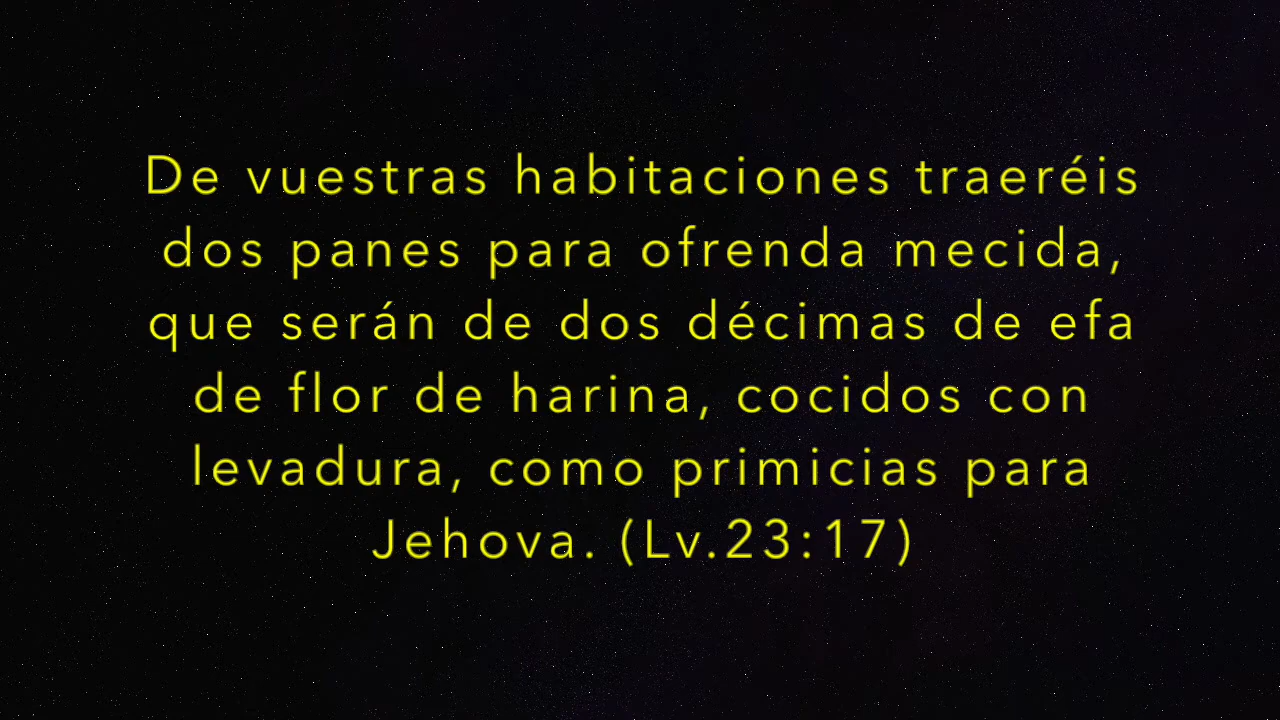 De vuestras habitaciones traeréis
dos panes para ofrenda mecida,
que serán de dos décimas de efa
de flor de harina, cocidos con
levadura, como primicias para
Jehova. (Lv.23:17)